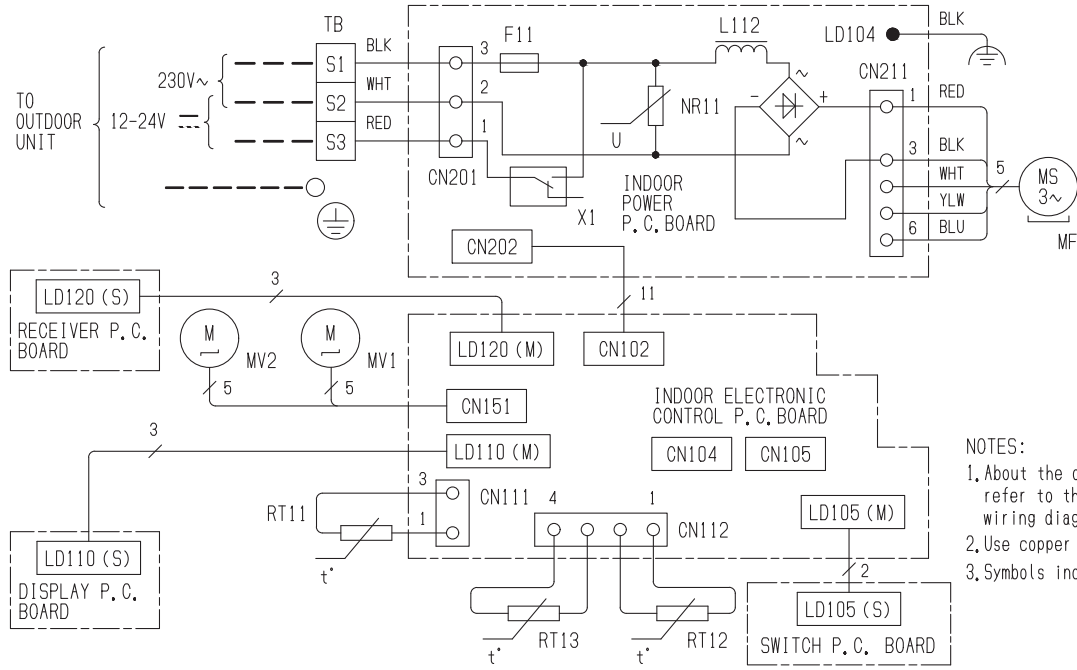 TB
BLK
F11
L112
LD104
BLK
CN211
TO
OUTDOOR
UNIT
230V~
12-24V
S1
S2
S3
WHT
RED
3
2
1
CN201
X1
U
NR11
~
-
+
~
INDOOR
POWER
P.C.BOARD
1
3
6
RED
BLK
WHT
YLW
BLU
5
MS
3~
MF
CN202
11
LD120(S)
RECEIVER P.C.
BOARD
3
M
MV2
5
M
MV1
5
LD120(M)
CN102
CN151
INDOOR ELECTRONIC
CONTROL P.C.BOARD
LD110(M)
CN104
CN105
3
LD110(S)
DISPLAY P.C.
BOARD
RT11
t°
3
1
CN111
4
1
CN112
RT13
t°
RT12
t°
LD105(M)
2
LD105(S)
SWITCH P.C. BOARD
NOTES:
1.About the
refer to th
wiring diag
2.Use copper
3.Symbols in